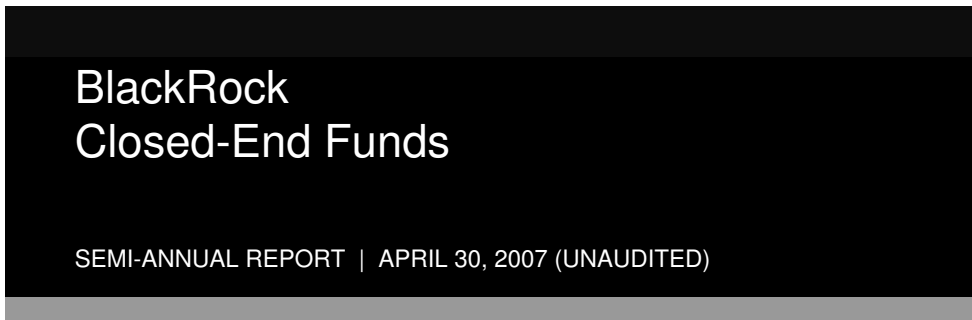 BlackRock
Closed-End Funds
SEMI-ANNUAL REPORT | APRIL 30, 2007 (UNAUDITED)